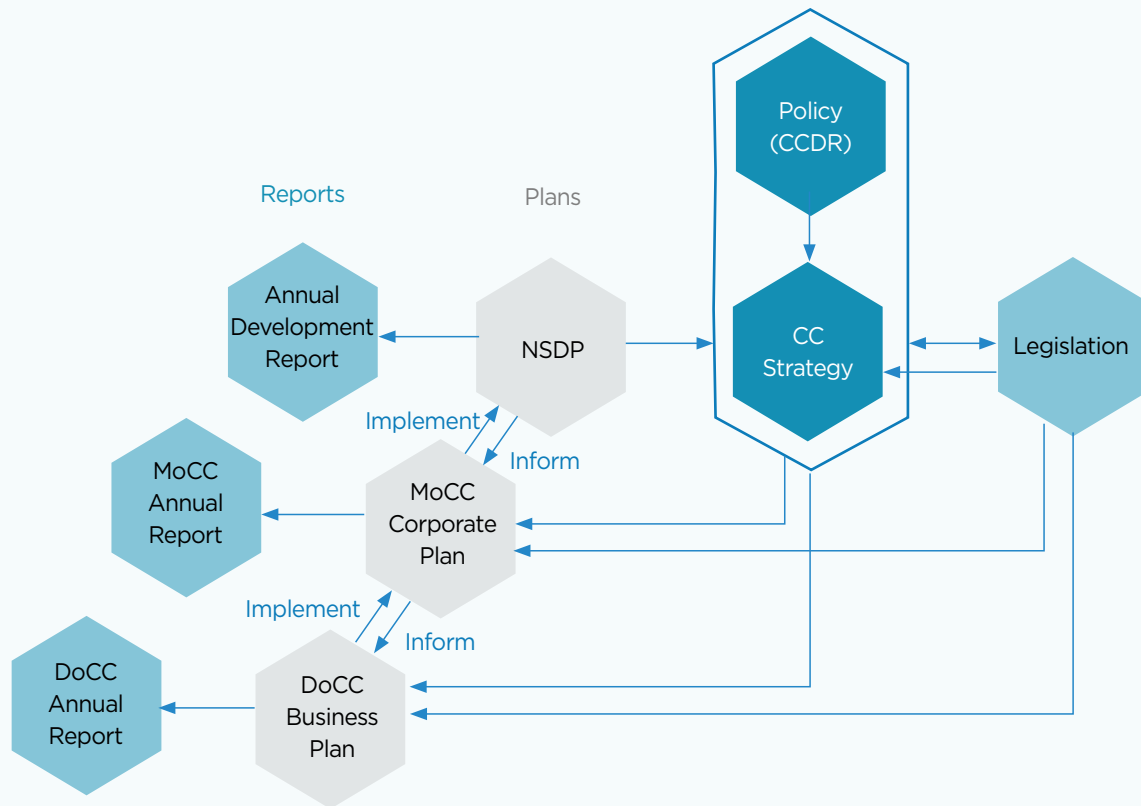 Policy
(CCDR)
Reports
Plans
Annual
Development
Report
NSDP
CC
Strategy
Legislation
Implement
Inform
MoCC
Annual
Report
MoCC
Corporate
Plan
Implement
Inform
DoCC
Annual
Report
DoCC
Business
Plan